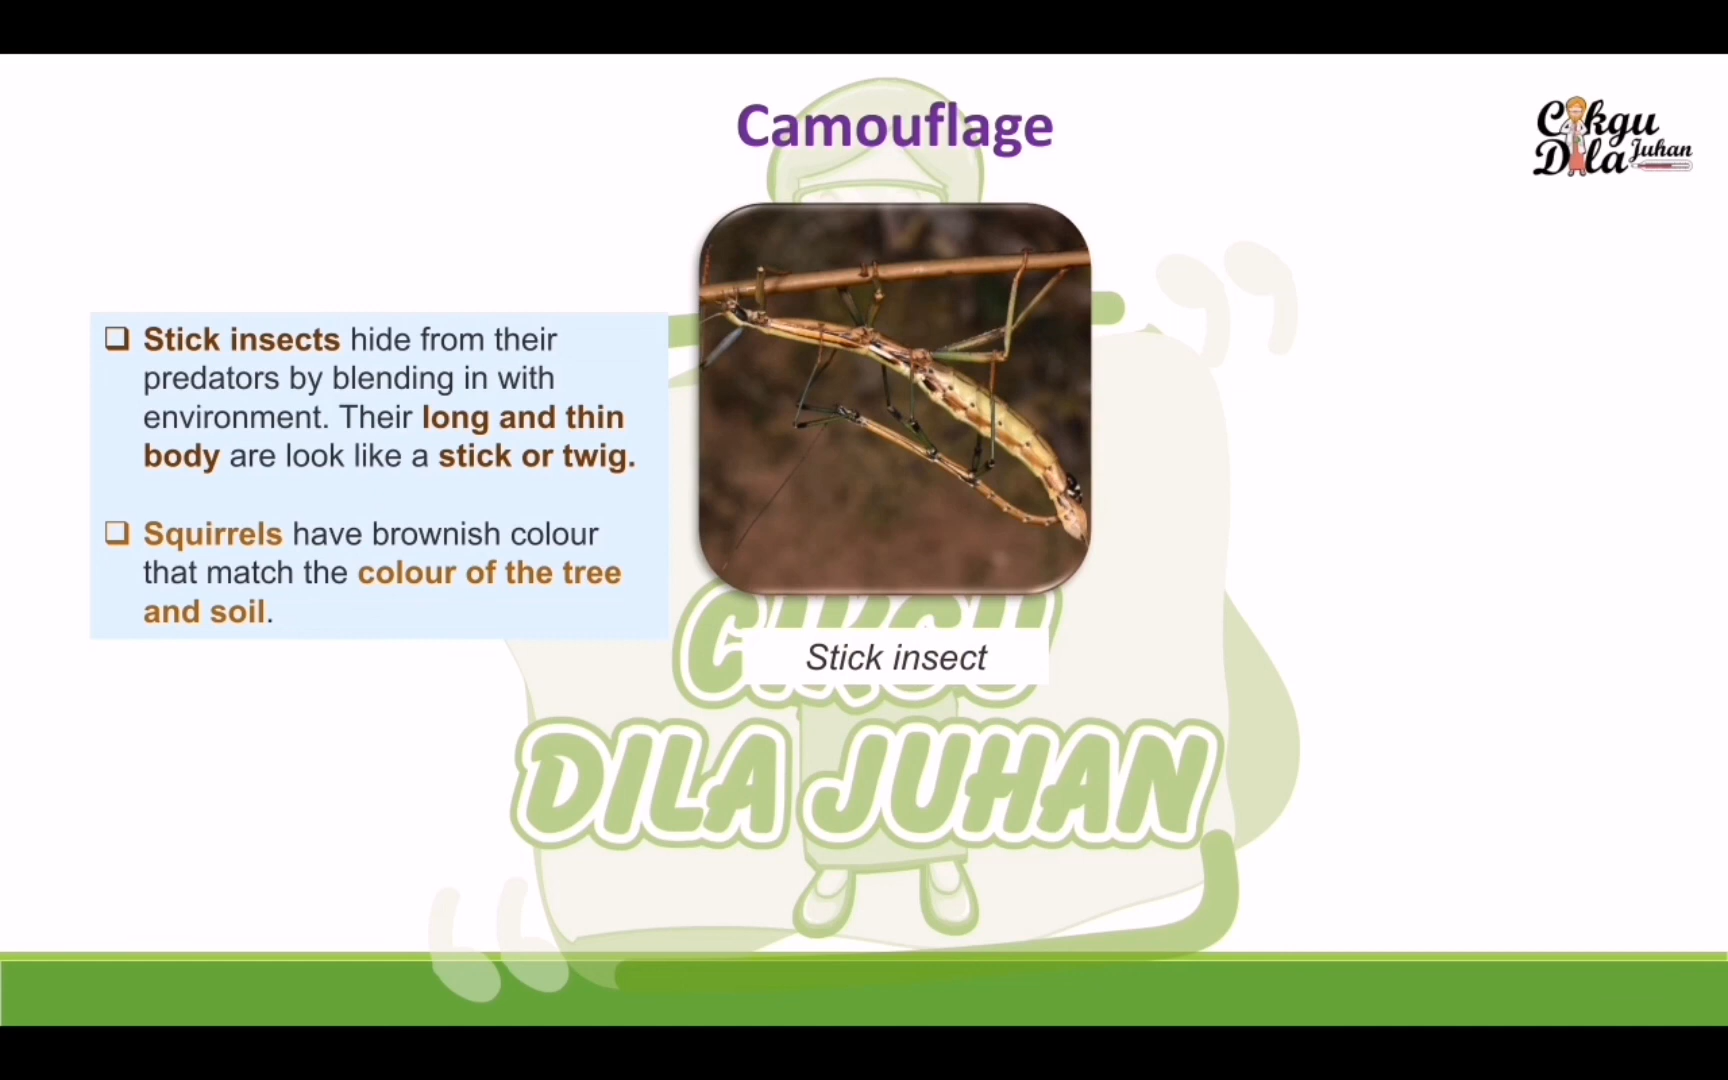 Camouflage
Cikgu
Dila Juhan
❑ Stick insects hide from their
predators by blending in with
environment. Their long and thin
body are look like a stick or twig.
❑ Squirrels have brownish colour
that match the colour of the tree
and soil.
Stick insect
CIKGU
DILA JUHAN